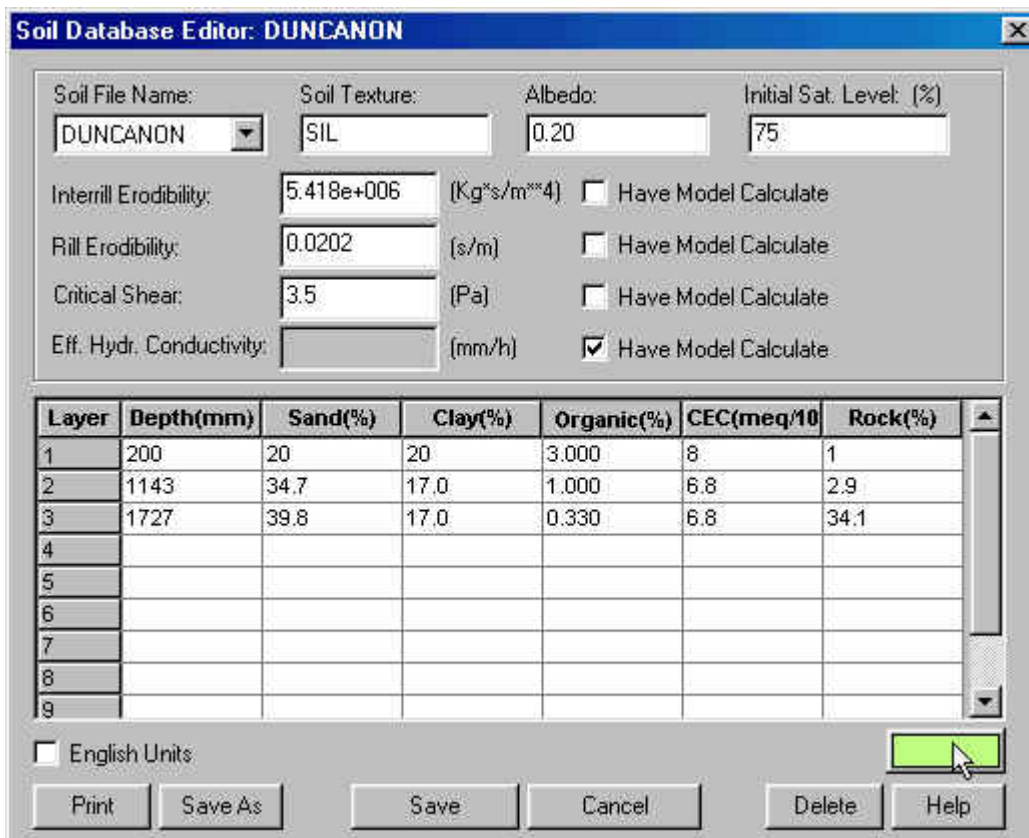 Soil Database Editor: DUNCANON
Soil File Name: Soil Texture: Albedo: Initial Sat. Level: (%)
DUNCANON SIL 0.20 75
Interrill Erodibility: 5.418e+006 (Kg*s/m**4) Have Model Calculate
Rill Erodibility: 0.0202 (s/m) Have Model Calculate
Critical Shear: 3.5 (Pa) Have Model Calculate
Eff. Hydr. Conductivity: (mm/h) Have Model Calculate
Layer Depth(mm) Sand(%) Clay(%) Organic(%) CEC(meq/10 Rock(%)
1 200 20 20 3.000 8 1
2 1143 34.7 17.0 1.000 6.8 2.9
3 1727 39.8 17.0 0.330 6.8 34.1
4
5
6
7
8
9
English Units
Print Save As Save Cancel Delete Help